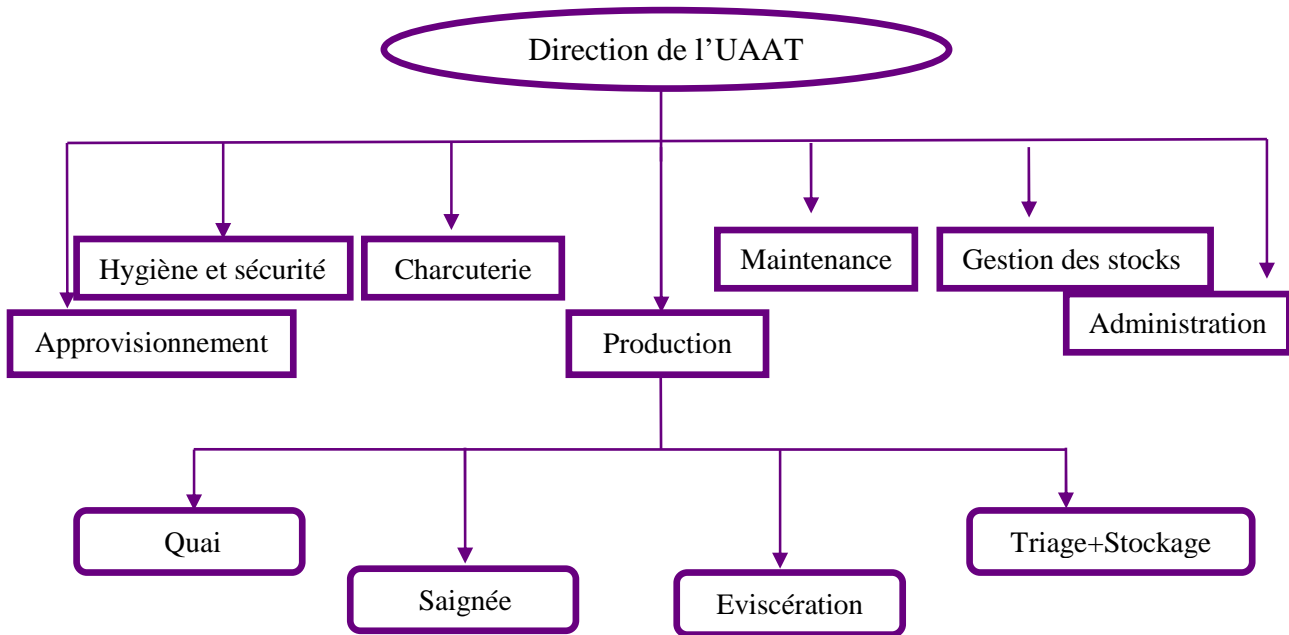 Direction de l’UAAT
Hygiène et sécurité
Charcuterie
Maintenance
Gestion des stocks
Approvisionnement
Production
Administration
Quai
Triage+Stockage
Saignée
Eviscération